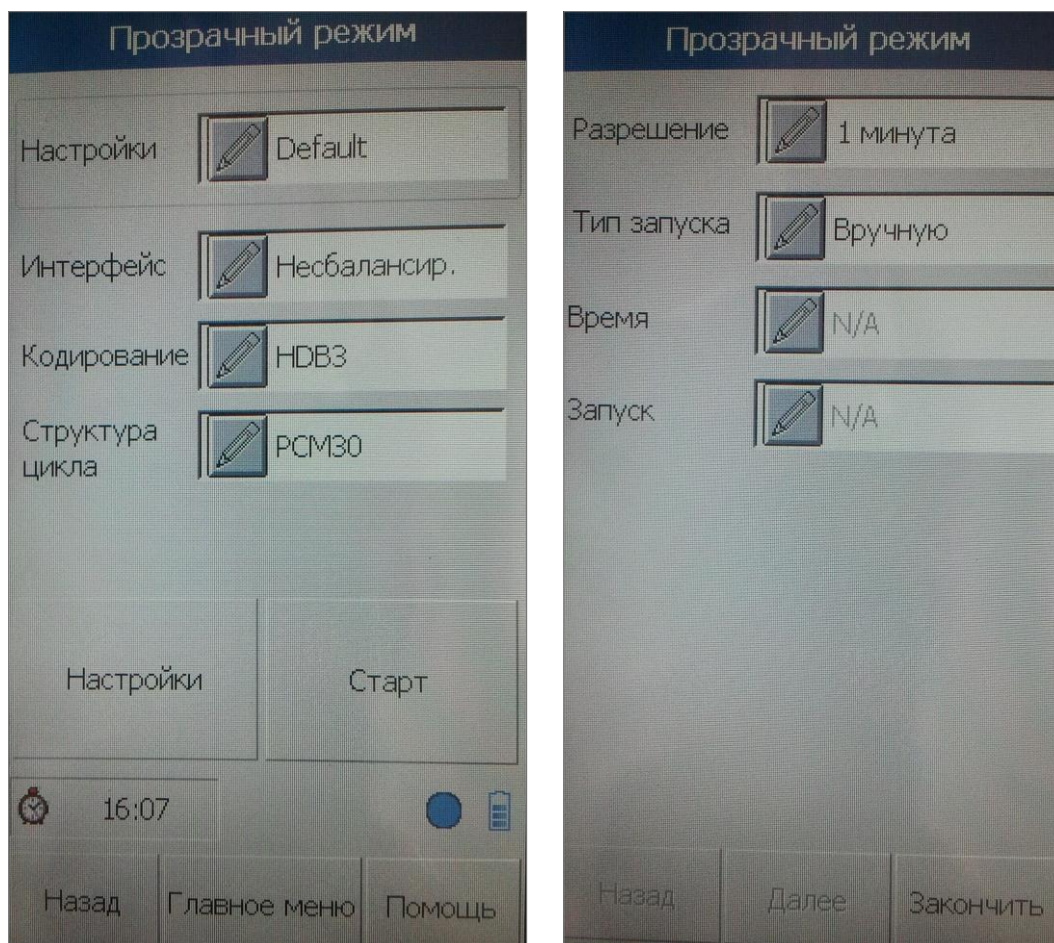 Прозрачный режим
Настройки
Default
Интерфейс
Несбалансир.
Кодирование
HDB3
Структура
цикла
PCM30
Настройки
Старт
16:07
Назад
Главное меню
Помощь
Прозрачный режим
Разрешение
1 минута
Тип запуска
Вручную
Время
N/A
Запуск
N/A
Назад
Далее
Закончить